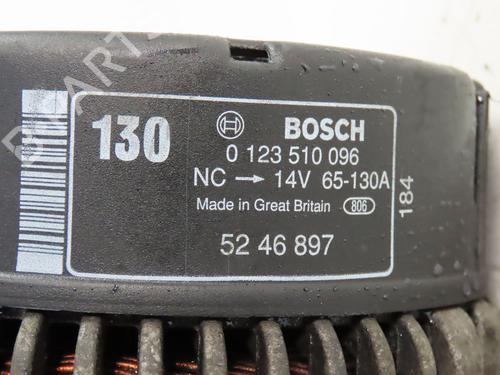 130
BOSCH
0 123 510 096
NC → 14V 65-130A
Made in Great Britain 806
52 46 897
184